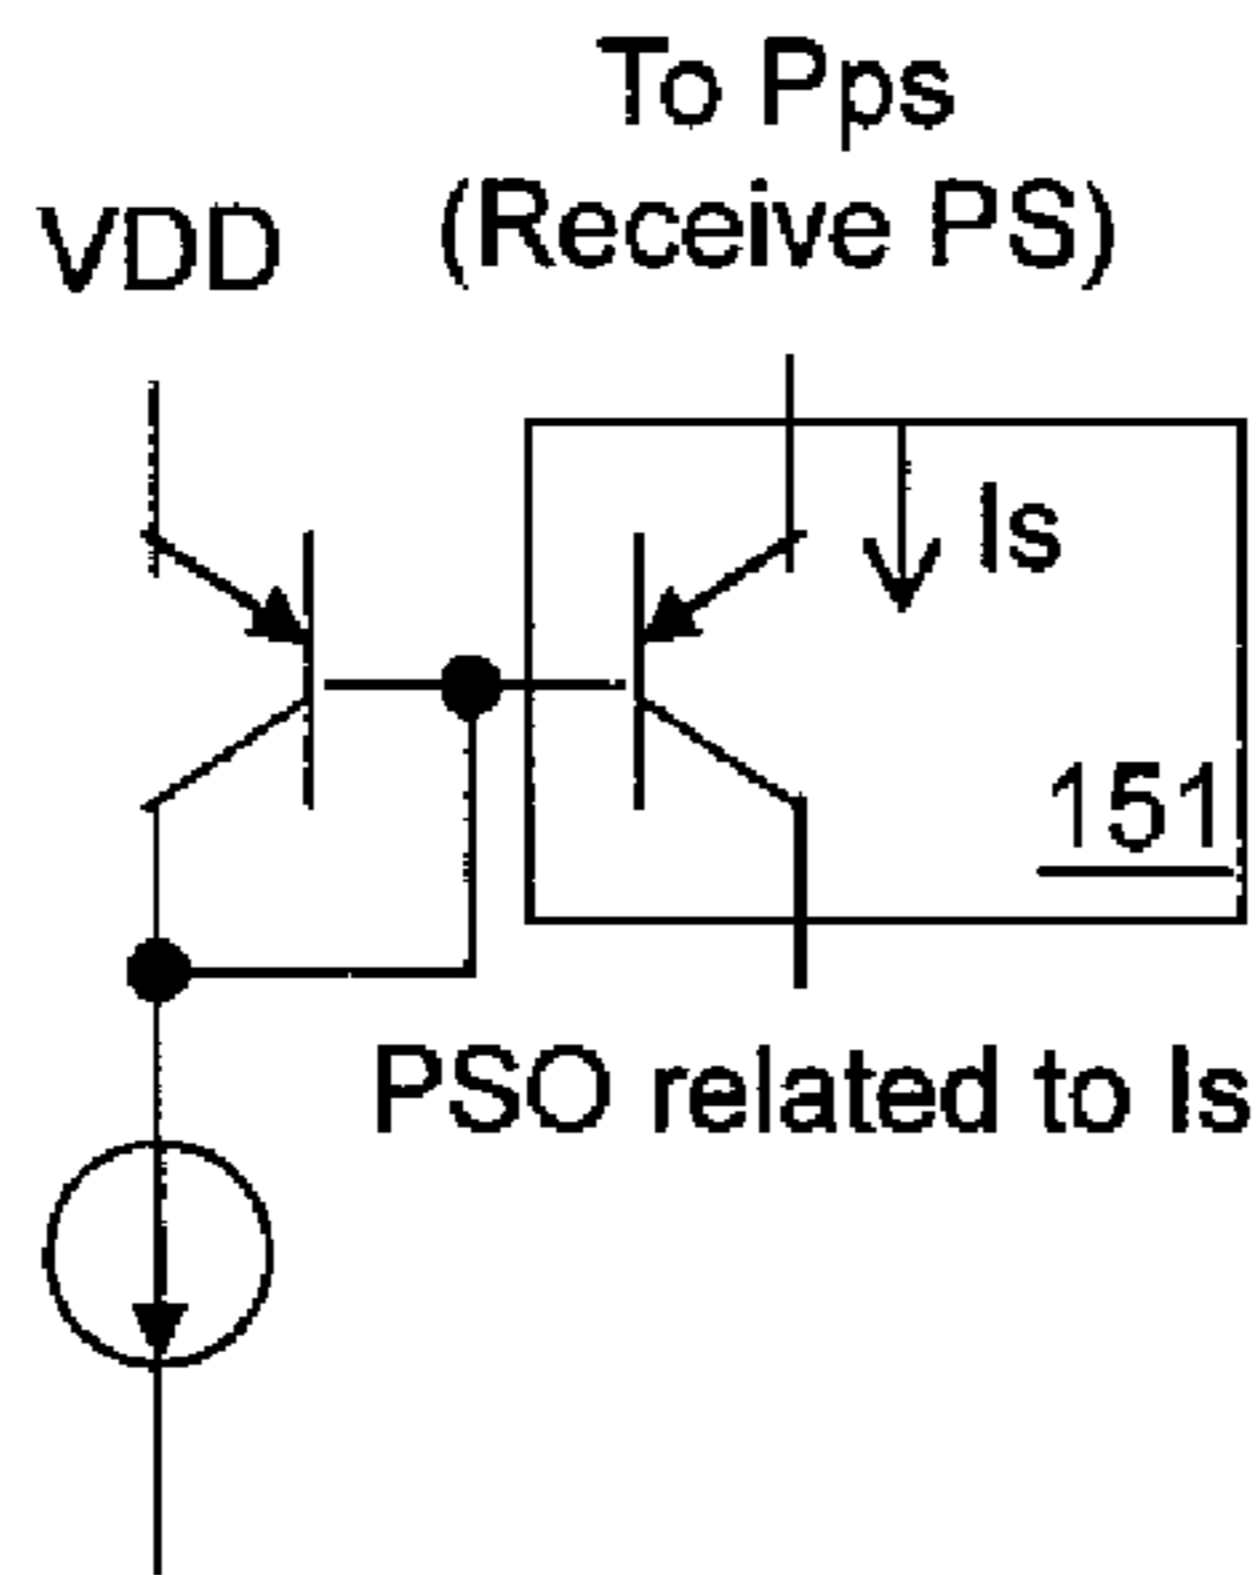 To Pps
(Receive PS)
VDD
Is
151
PSO related to Is